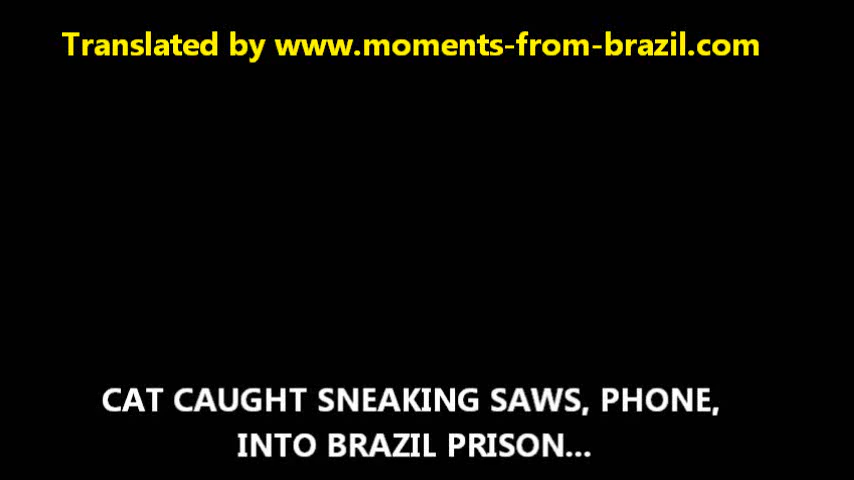 Translated by www.moments-from-brazil.com
CAT CAUGHT SNEAKING SAWS, PHONE,
INTO BRAZIL PRISON...